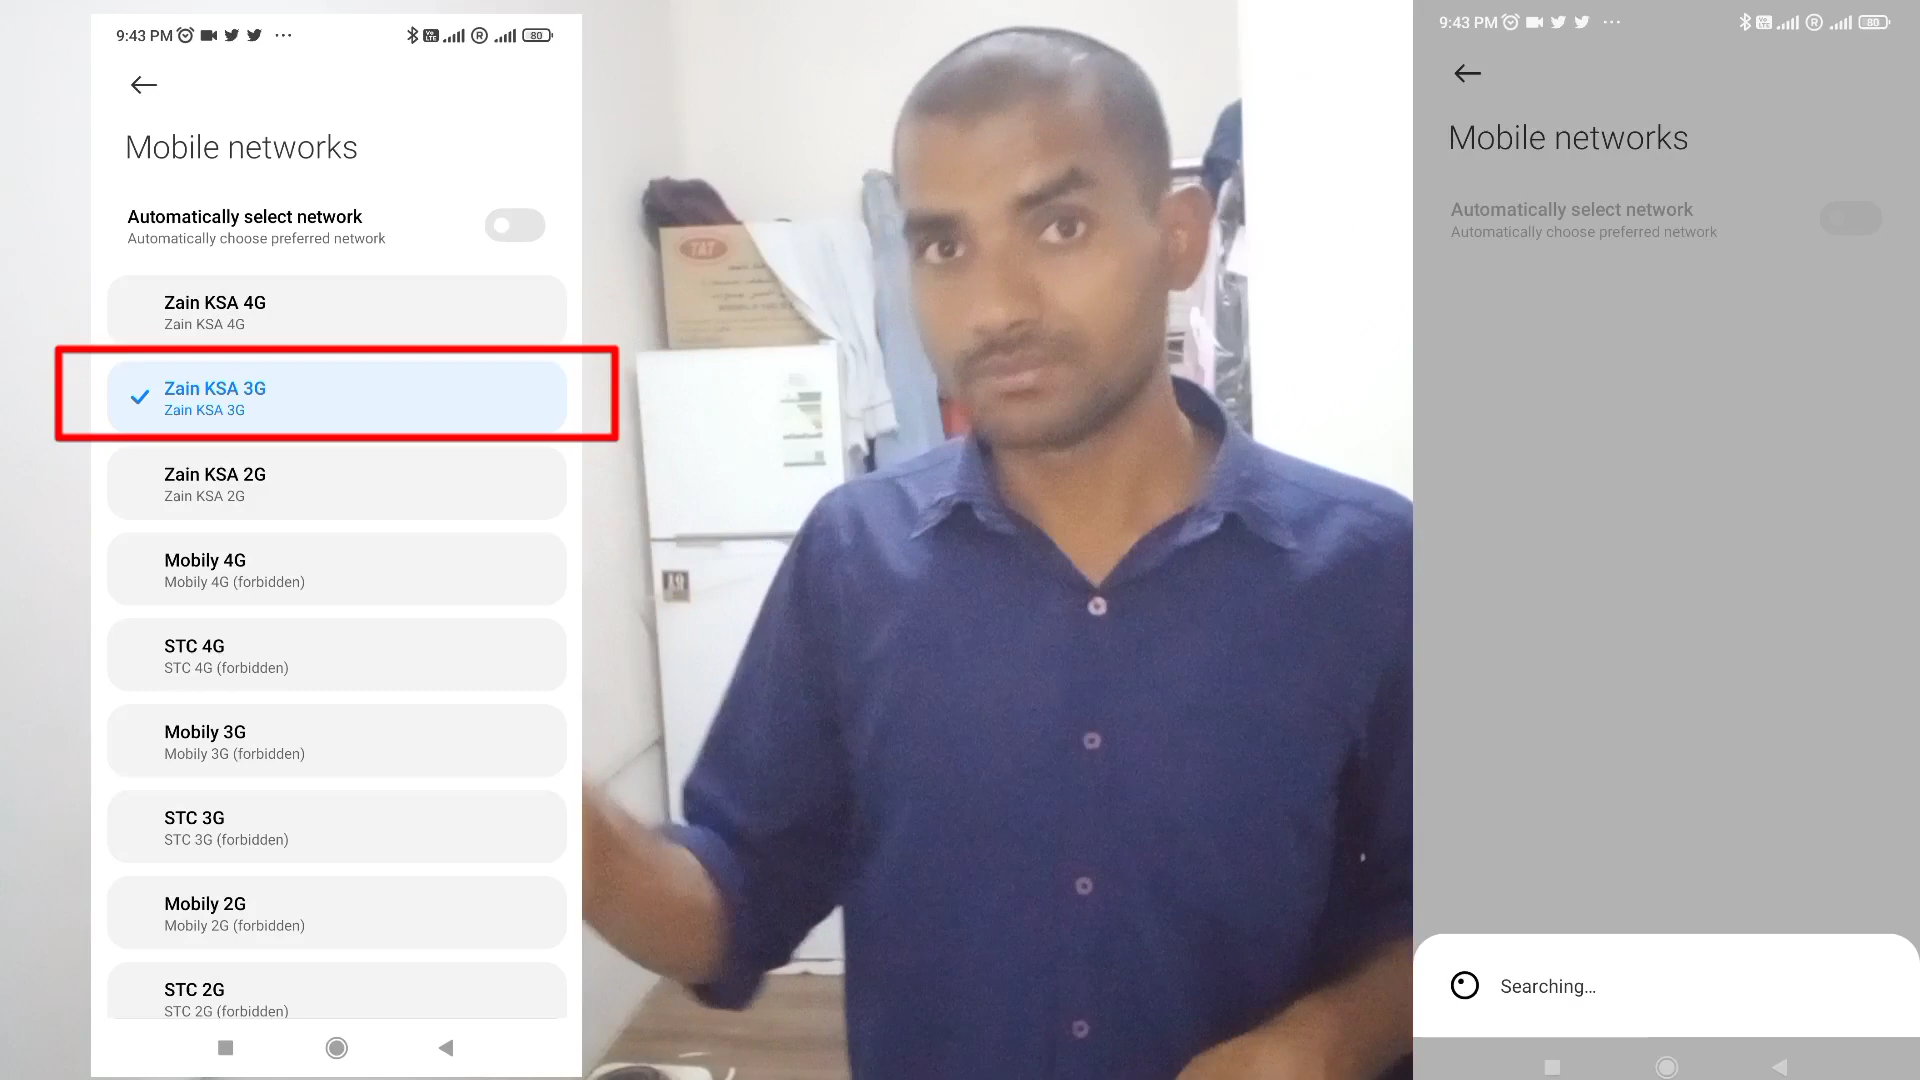 9:43 PM
80
Mobile networks
Automatically select network
Automatically choose preferred network
Zain KSA 4G
Zain KSA 4G
Zain KSA 3G
Zain KSA 3G
Zain KSA 2G
Zain KSA 2G
Mobily 4G
Mobily 4G (forbidden)
STC 4G
STC 4G (forbidden)
Mobily 3G
Mobily 3G (forbidden)
STC 3G
STC 3G (forbidden)
Mobily 2G
Mobily 2G (forbidden)
STC 2G
STC 2G (forbidden)
TAT
9:43 PM
80
Mobile networks
Automatically select network
Automatically choose preferred network
Searching...